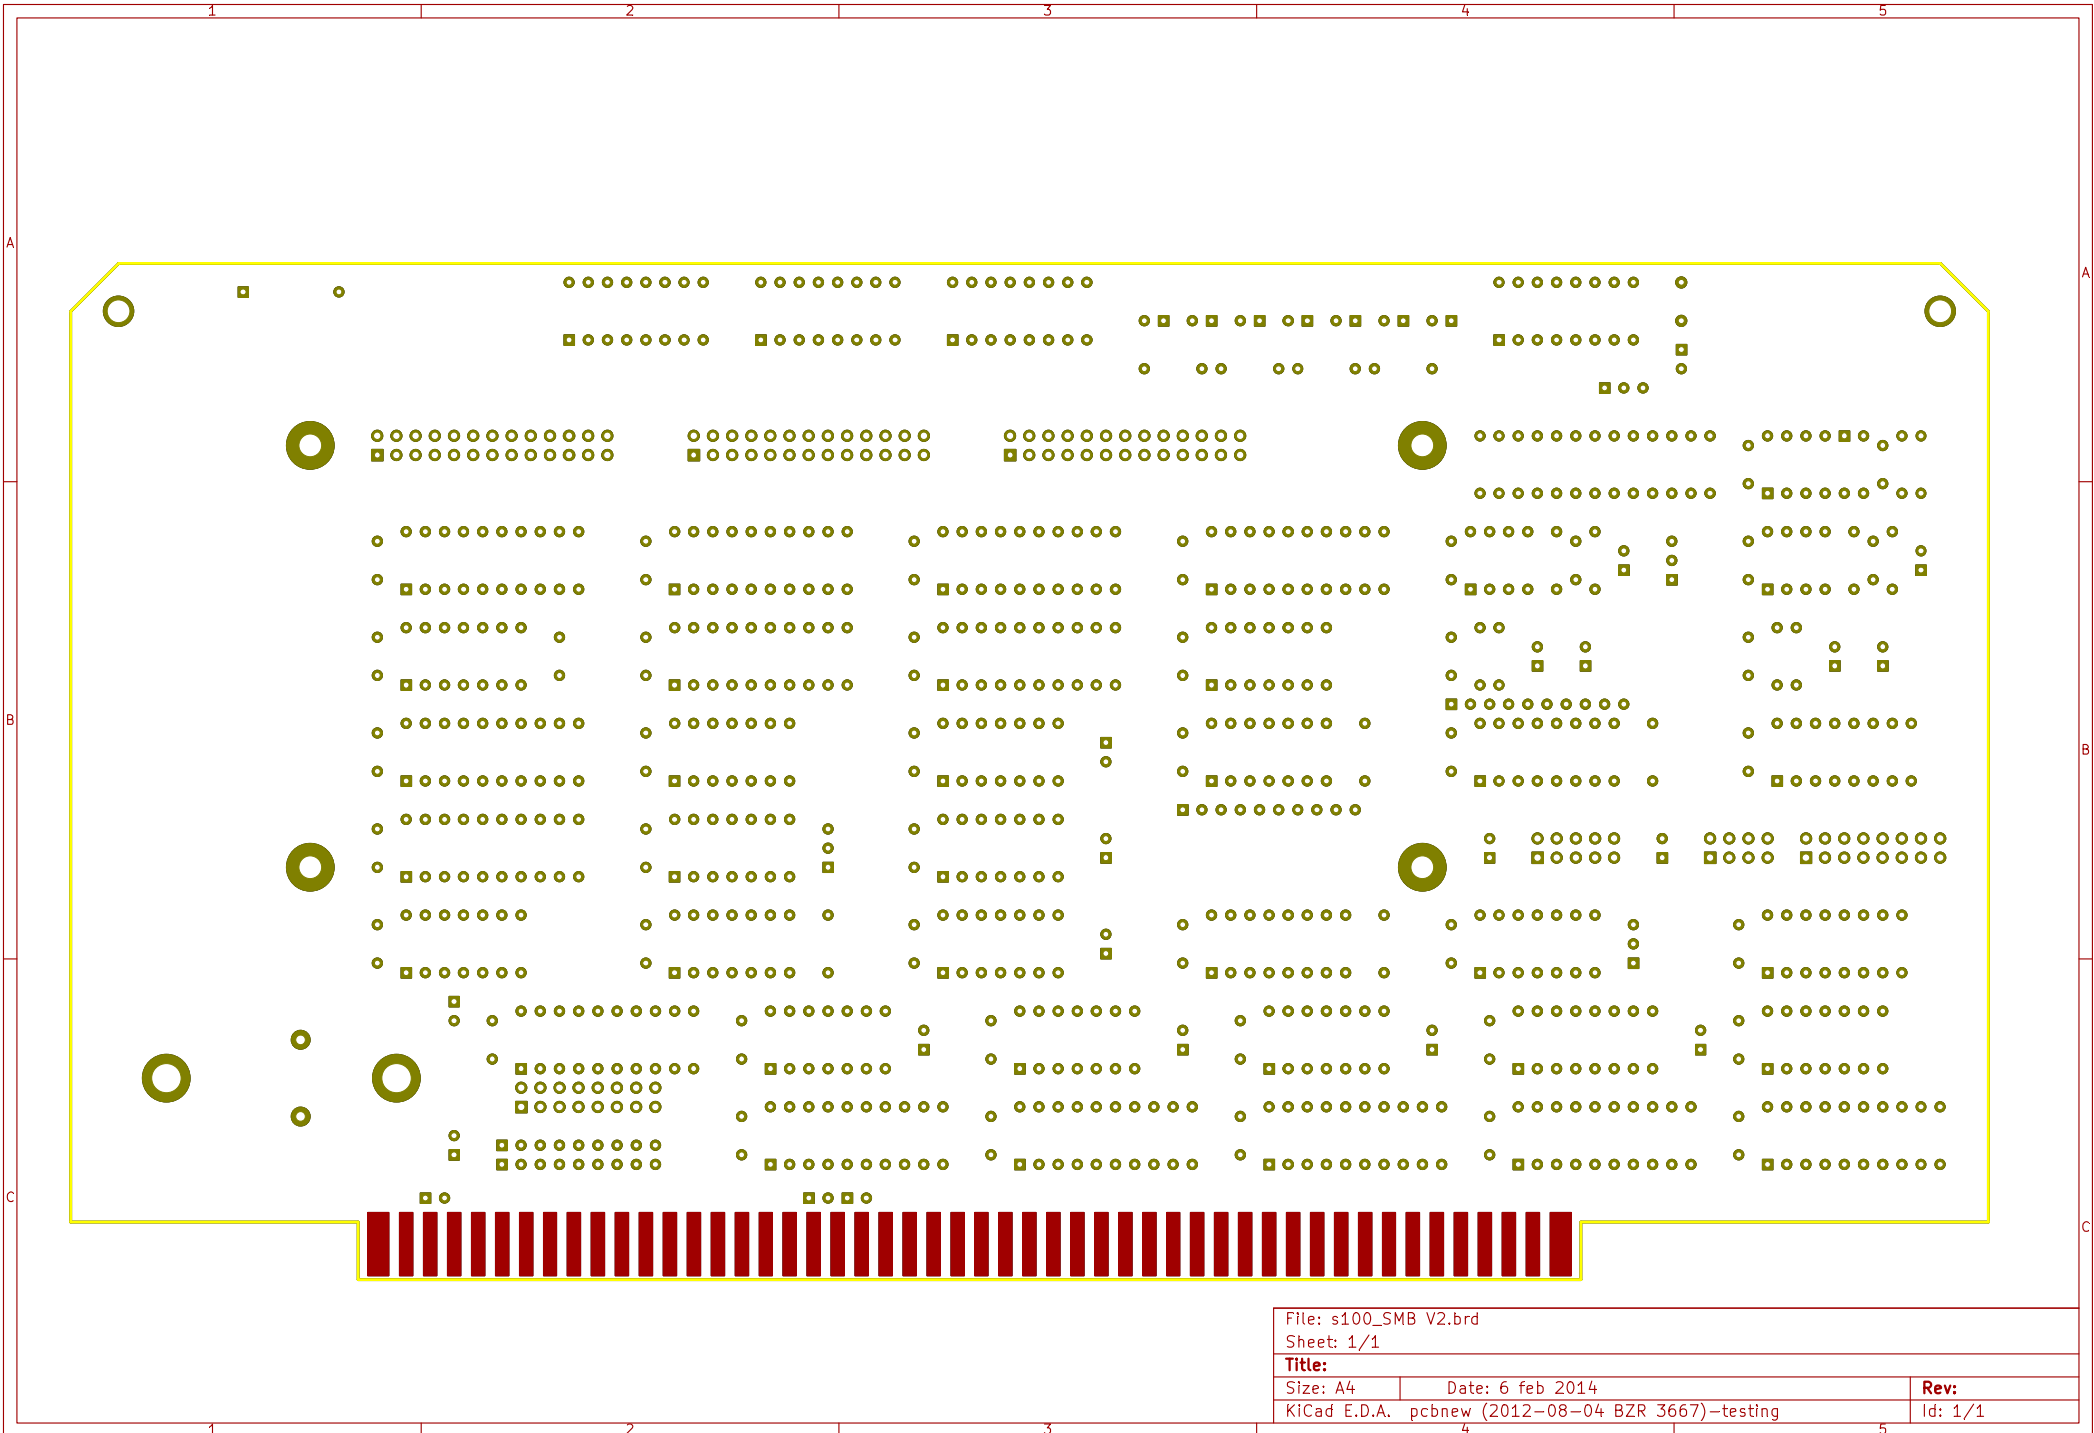 1 2 3 4 5
A A
B B
C C
File: s100_SMB V2.brd
Sheet: 1/1
Title:
Size: A4 Date: 6 feb 2014 Rev:
KiCad E.D.A. pcbnew (2012-08-04 BZR 3667)-testing Id: 1/1
1 2 3 4 5